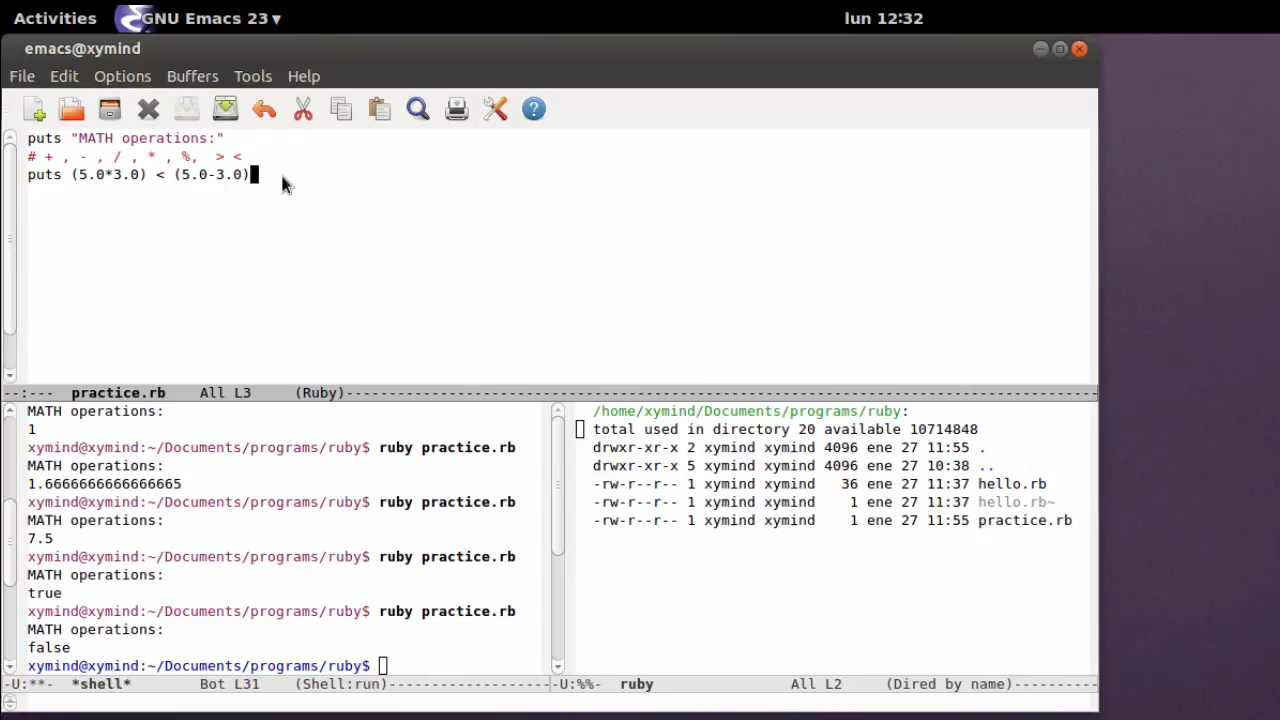 Activities GNU Emacs 23 lun 12:32
emacs@xymind
File Edit Options Buffers Tools Help
puts "MATH operations:"
# + , - , / , * , %,  > <
puts (5.0*3.0) < (5.0-3.0)
--:---  practice.rb    All L3    (Ruby)----------------------------------------------------------------------------------------
MATH operations:
1
xymind@xymind:~/Documents/programs/ruby$ ruby practice.rb
MATH operations:
1.6666666666666665
xymind@xymind:~/Documents/programs/ruby$ ruby practice.rb
MATH operations:
7.5
xymind@xymind:~/Documents/programs/ruby$ ruby practice.rb
MATH operations:
true
xymind@xymind:~/Documents/programs/ruby$ ruby practice.rb
MATH operations:
false
xymind@xymind:~/Documents/programs/ruby$
-U:**-  *shell*        Bot L31    (Shell:run)-------------------
/home/xymind/Documents/programs/ruby:
total used in directory 20 available 10714848
drwxr-xr-x 2 xymind xymind 4096 ene 27 11:55 .
drwxr-xr-x 5 xymind xymind 4096 ene 27 10:38 ..
-rw-r--r-- 1 xymind xymind   36 ene 27 11:37 hello.rb
-rw-r--r-- 1 xymind xymind    1 ene 27 11:37 hello.rb~
-rw-r--r-- 1 xymind xymind    1 ene 27 11:55 practice.rb
-U:%%-  ruby                All L2     (Dired by name)----------